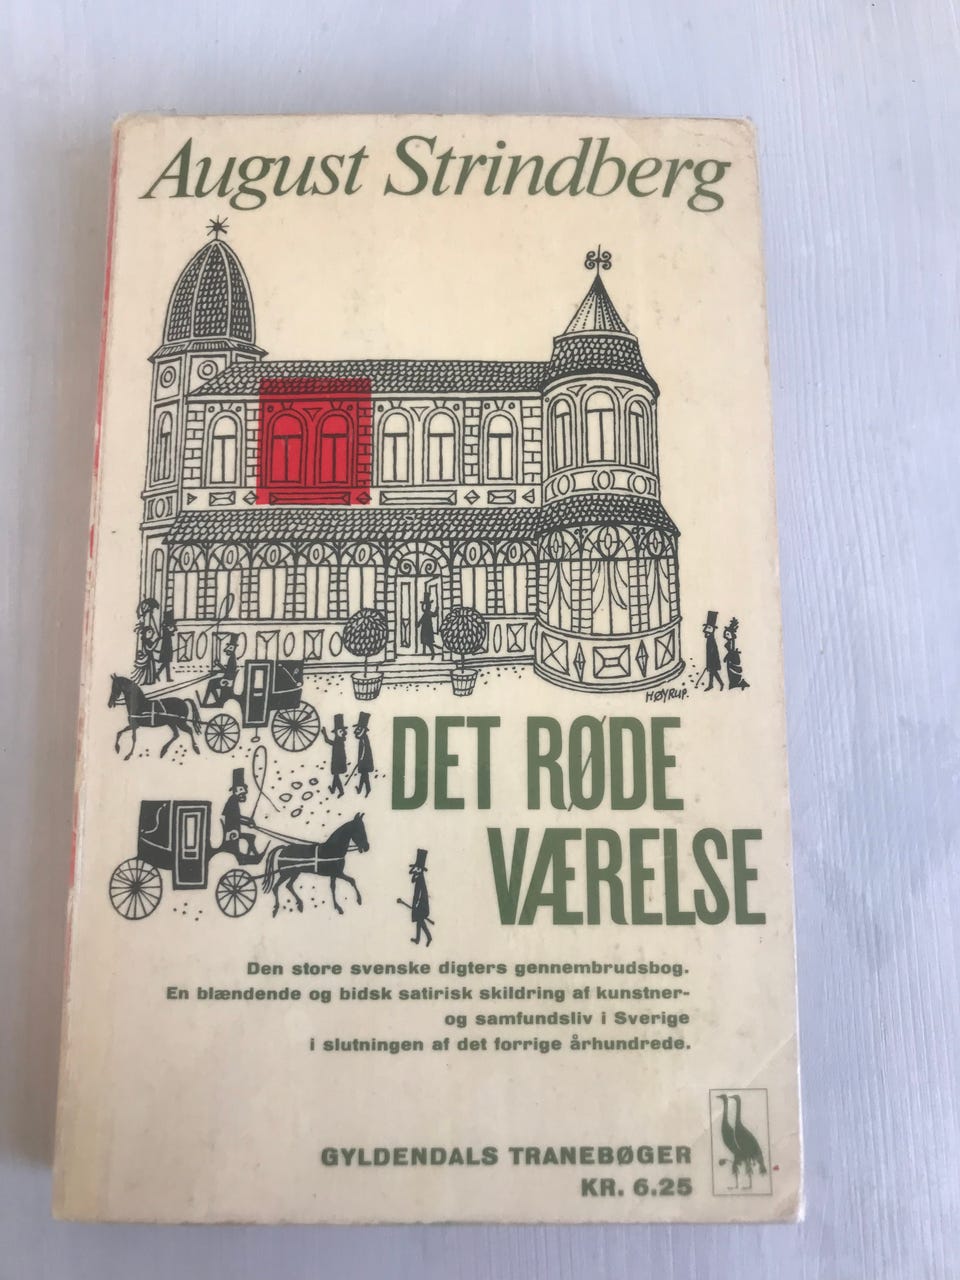 August Strindberg
HØYRUP.
DET RØDE
VÆRELSE
Den store svenske digters gennembrudsbog.
En blændende og bidsk satirisk skildring af kunstner-
og samfundsliv i Sverige
i slutningen af det forrige århundrede.
GYLDENDALS TRANEBØGER
KR. 6.25